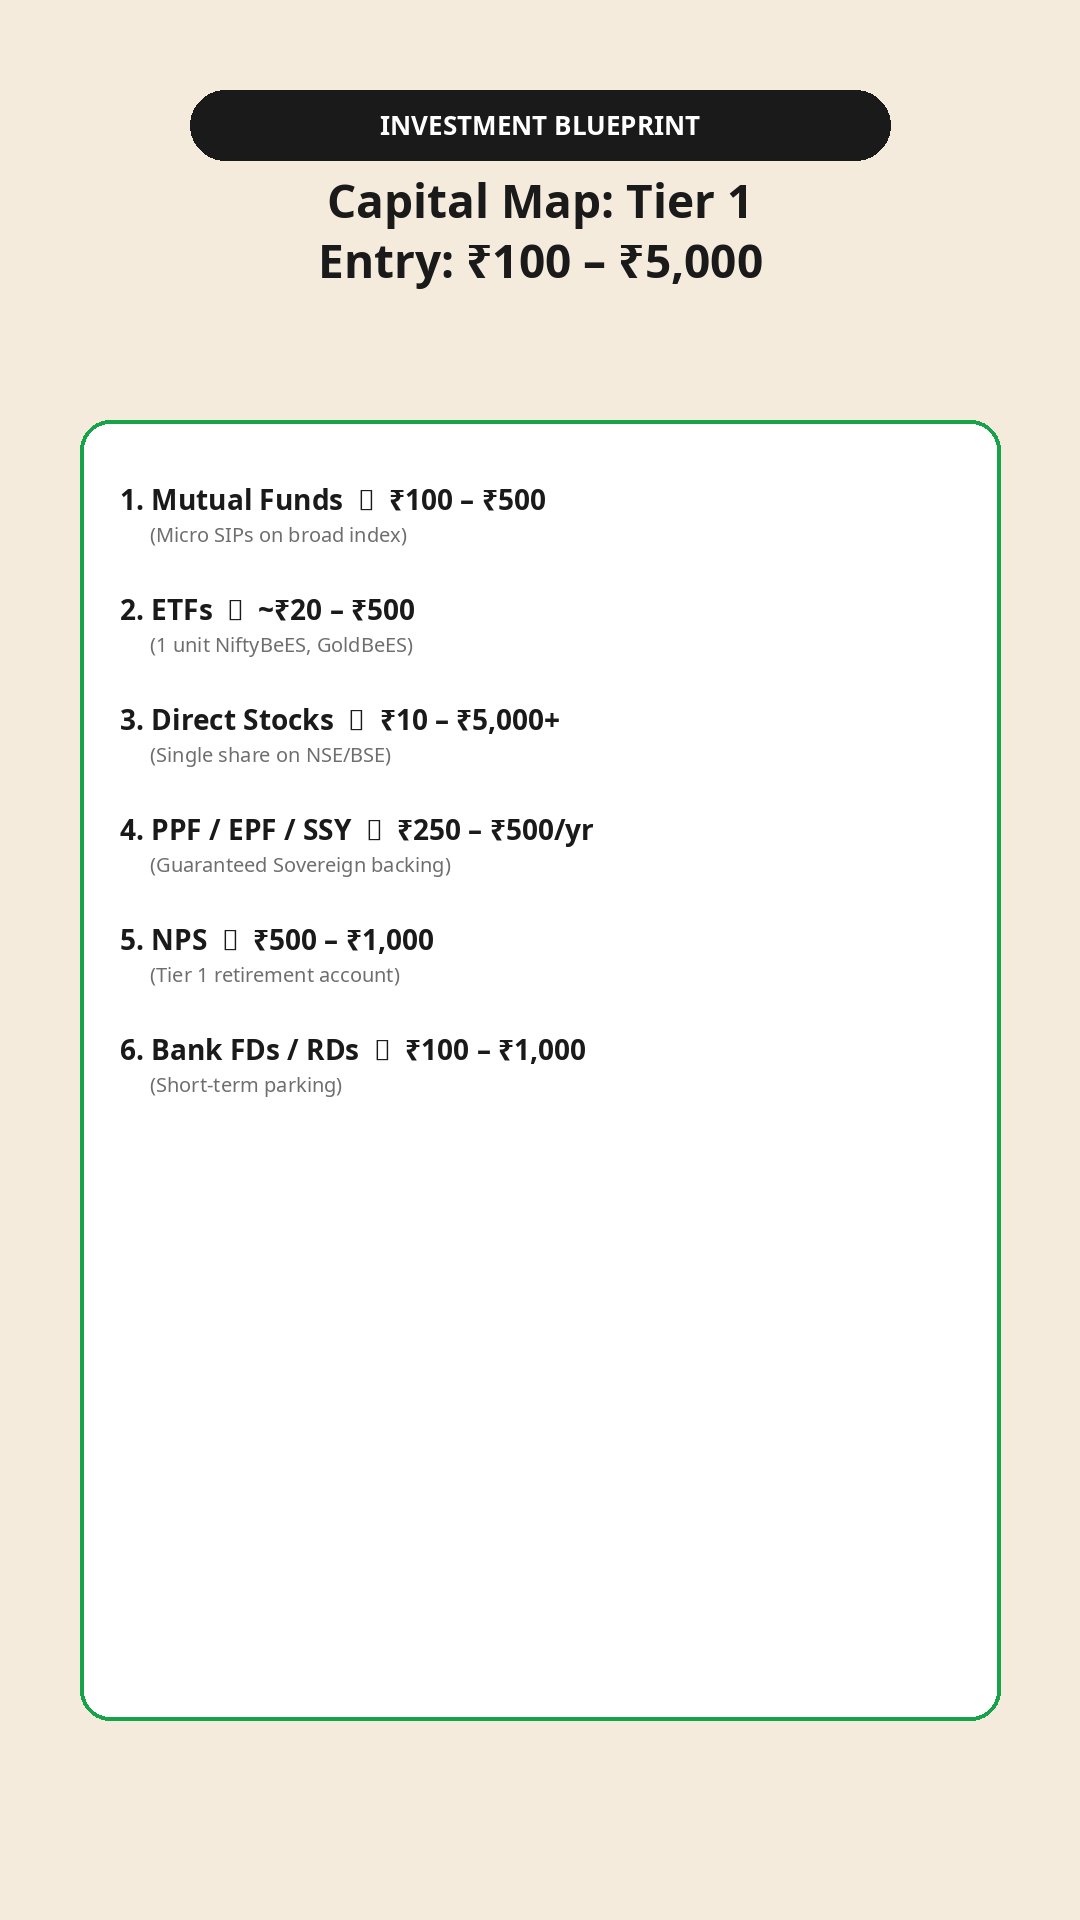 INVESTMENT BLUEPRINT
Capital Map: Tier 1
Entry: ₹100 – ₹5,000
1. Mutual Funds ▯ ₹100 – ₹500
(Micro SIPs on broad index)
2. ETFs ▯ ~₹20 – ₹500
(1 unit NiftyBeES, GoldBeES)
3. Direct Stocks ▯ ₹10 – ₹5,000+
(Single share on NSE/BSE)
4. PPF / EPF / SSY ▯ ₹250 – ₹500/yr
(Guaranteed Sovereign backing)
5. NPS ▯ ₹500 – ₹1,000
(Tier 1 retirement account)
6. Bank FDs / RDs ▯ ₹100 – ₹1,000
(Short-term parking)